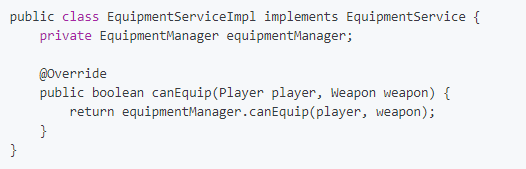 public class EquipmentServiceImpl implements EquipmentService {
    private EquipmentManager equipmentManager;

    @Override
    public boolean canEquip(Player player, Weapon weapon) {
        return equipmentManager.canEquip(player, weapon);
    }
}